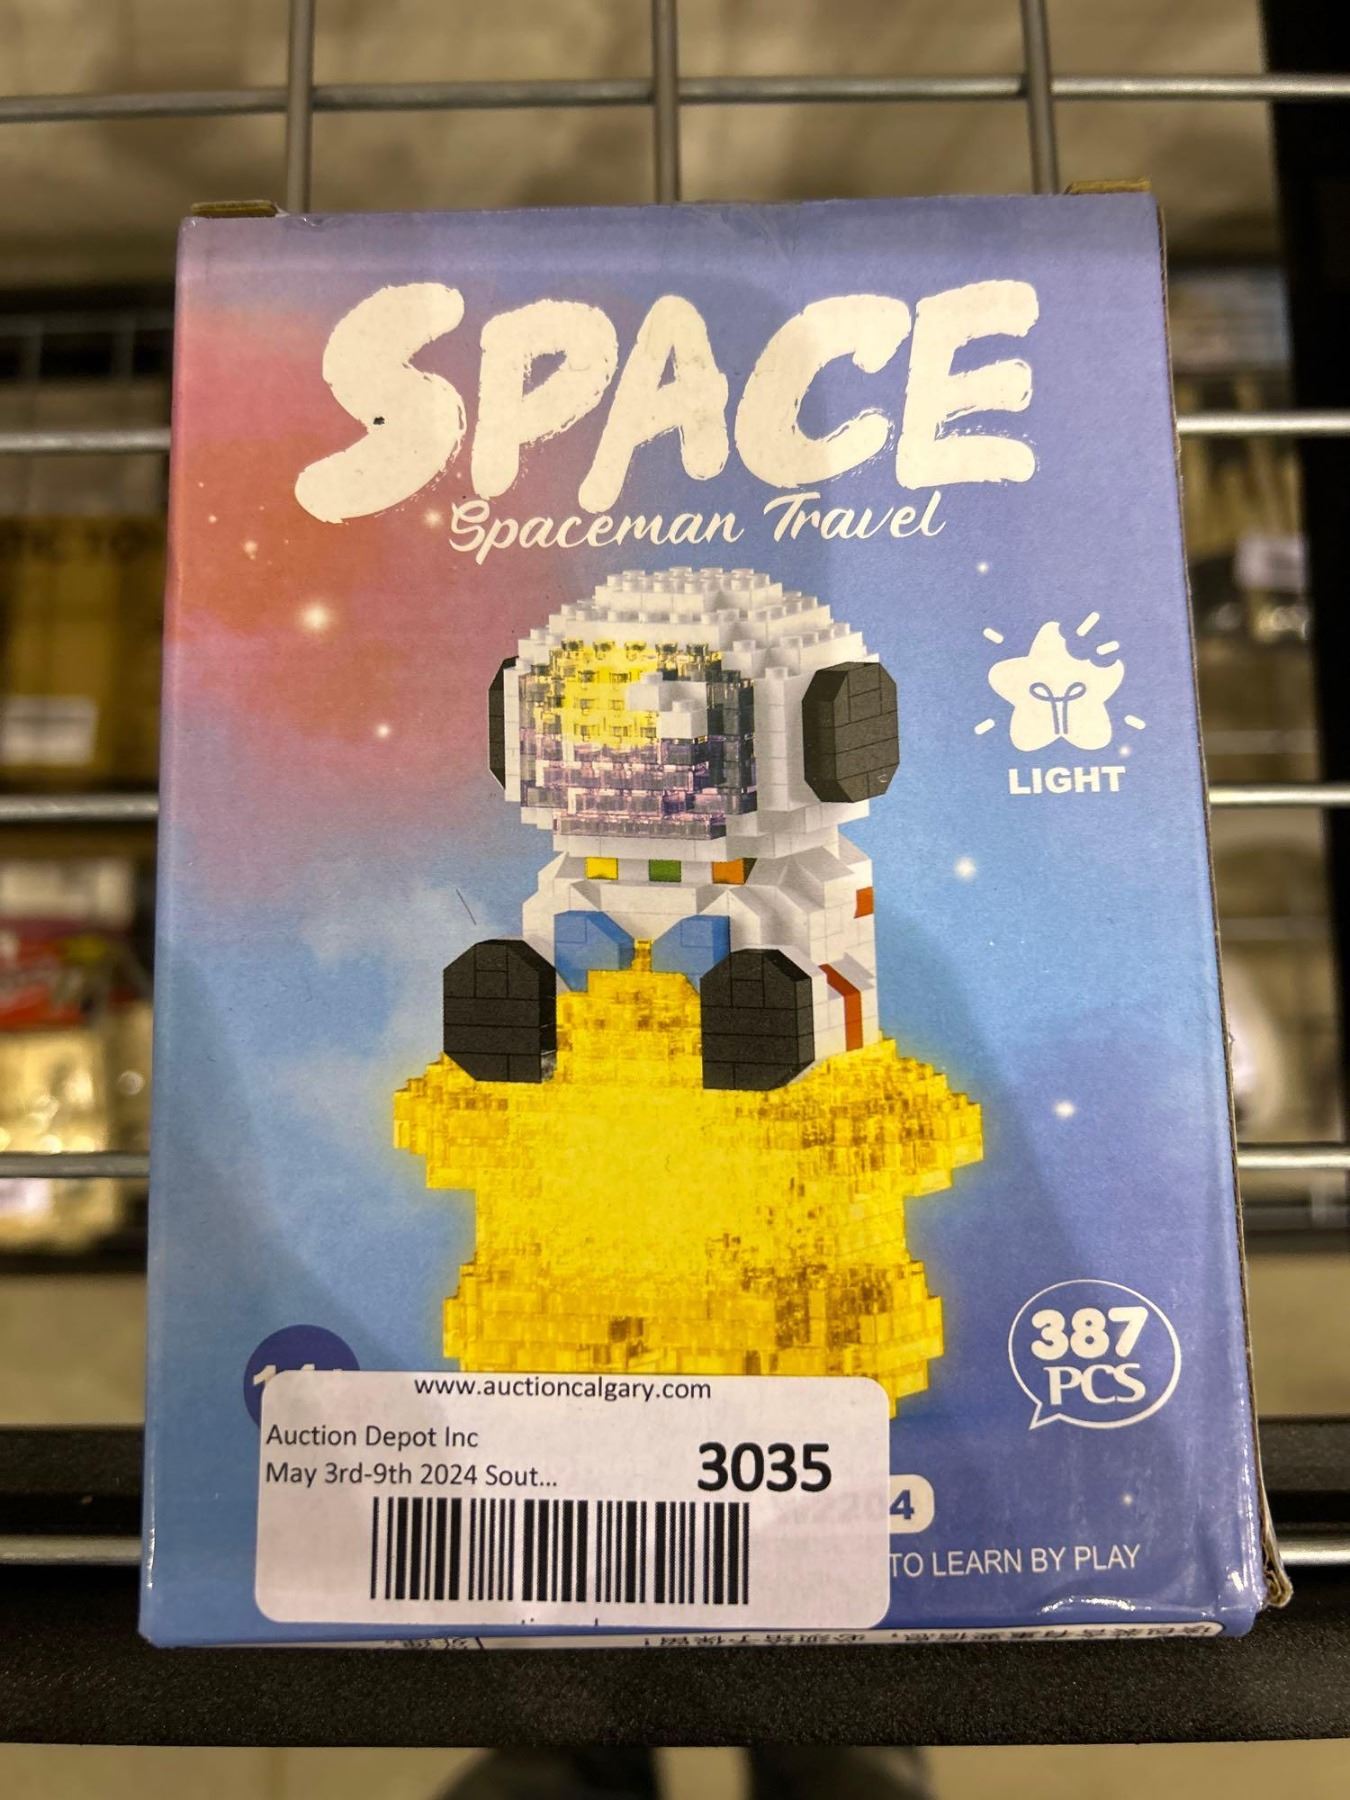 SPACE
Spaceman Travel
LIGHT
387
PCS
www.auctioncalgary.com
Auction Depot Inc
May 3rd-9th 2024 Sout...
3035
4
TO LEARN BY PLAY